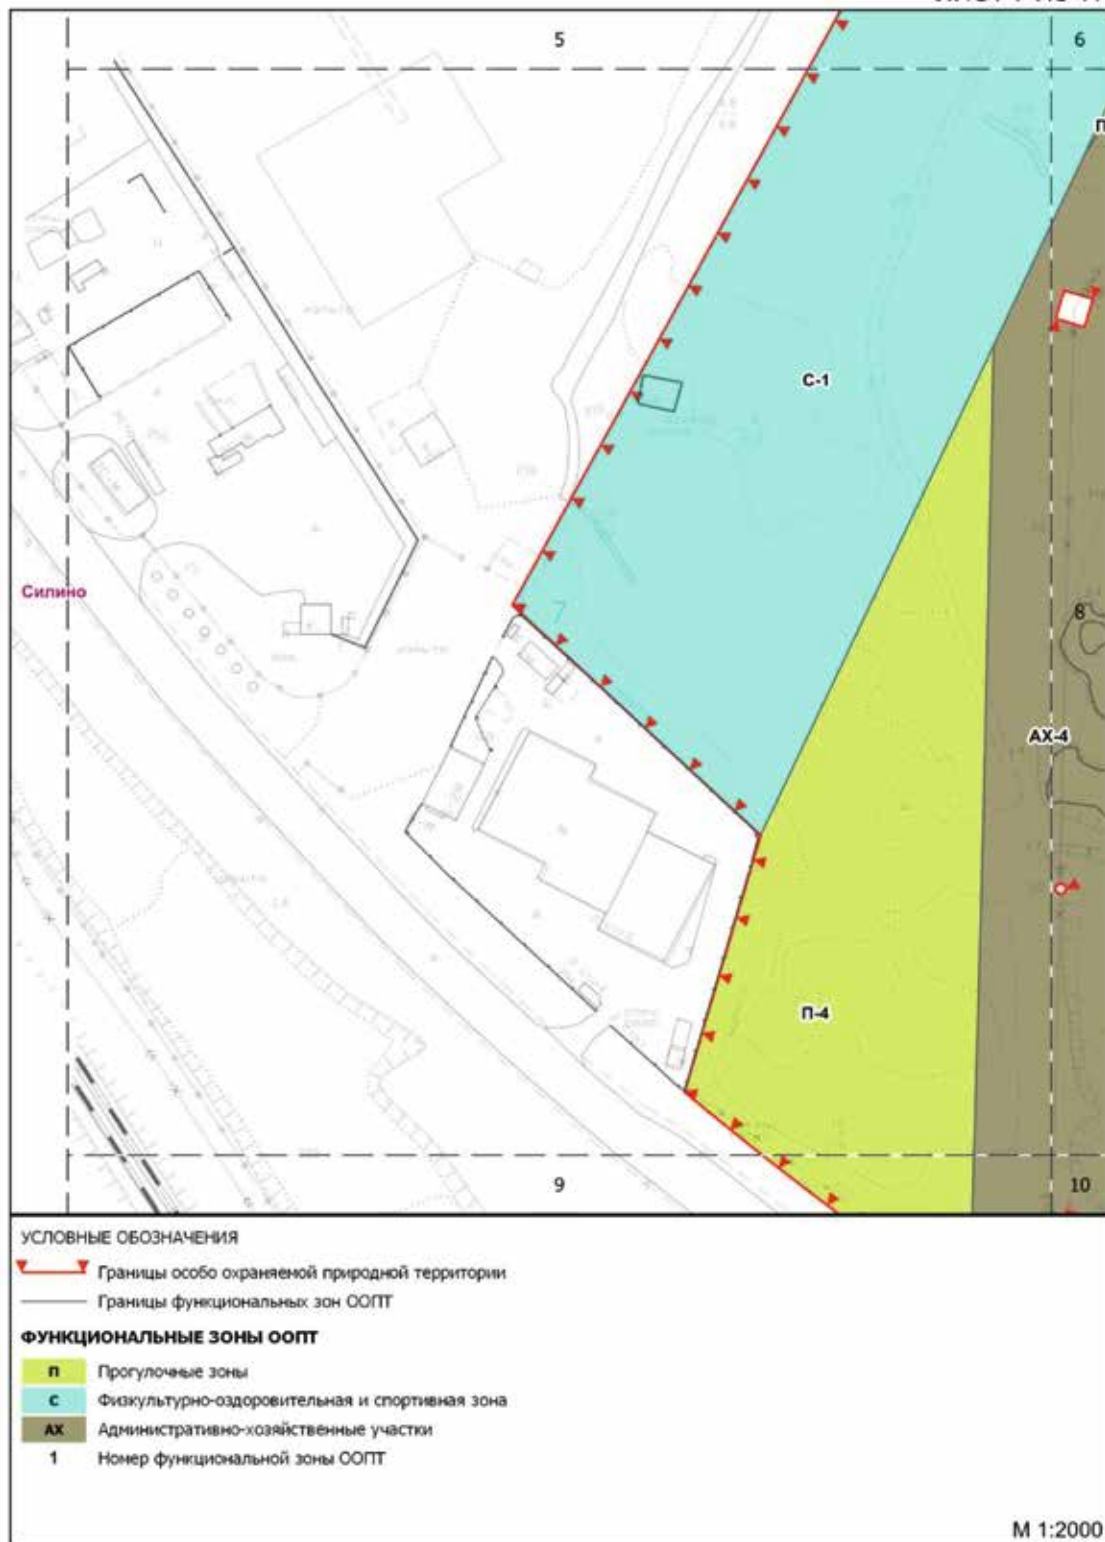 5
6
С-1
Силино
8
АХ-4
П-4
9
10
УСЛОВНЫЕ ОБОЗНАЧЕНИЯ
Границы особо охраняемой природной территории
Границы функциональных зон ООПТ
ФУНКЦИОНАЛЬНЫЕ ЗОНЫ ООПТ
П Прогулочные зоны
С Физкультурно-оздоровительная и спортивная зона
АХ Административно-хозяйственные участки
1 Номер функциональной зоны ООПТ
М 1:2000